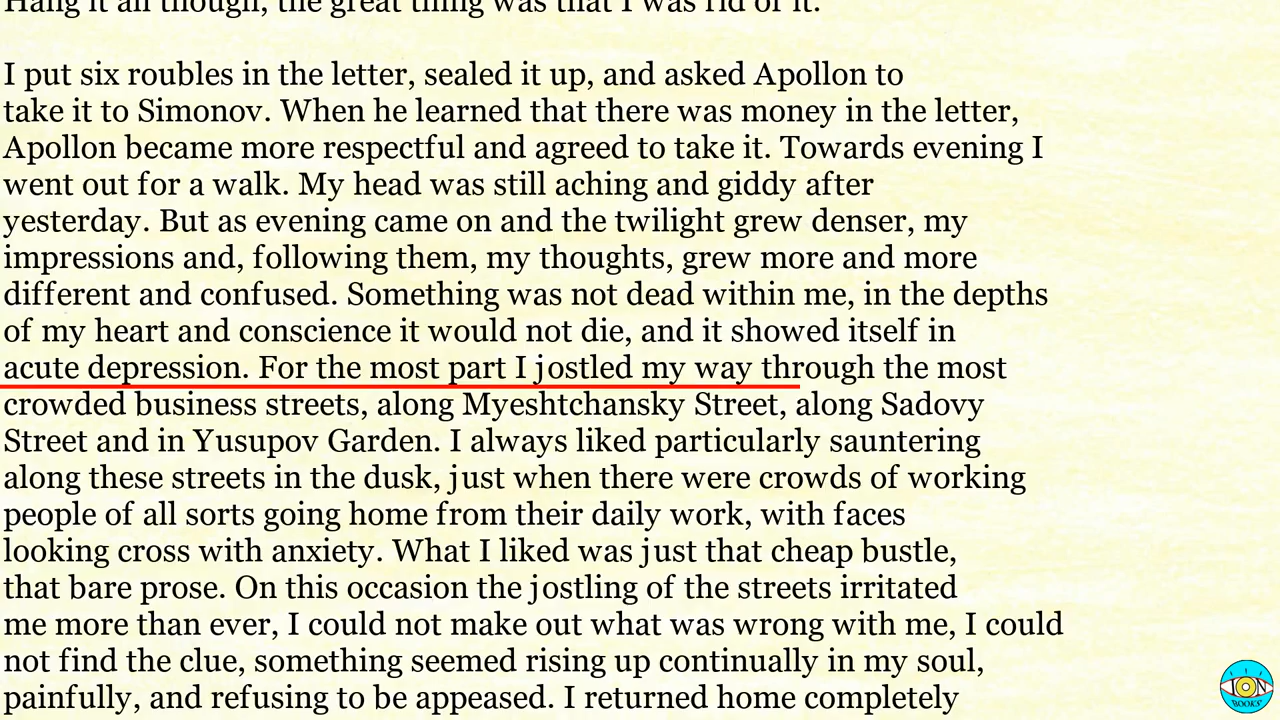 Hang it all though, the great thing was that I was rid of it.
I put six roubles in the letter, sealed it up, and asked Apollon to
take it to Simonov. When he learned that there was money in the letter,
Apollon became more respectful and agreed to take it. Towards evening I
went out for a walk. My head was still aching and giddy after
yesterday. But as evening came on and the twilight grew denser, my
impressions and, following them, my thoughts, grew more and more
different and confused. Something was not dead within me, in the depths
of my heart and conscience it would not die, and it showed itself in
acute depression. For the most part I jostled my way through the most
crowded business streets, along Myeshtchansky Street, along Sadovy
Street and in Yusupov Garden. I always liked particularly sauntering
along these streets in the dusk, just when there were crowds of working
people of all sorts going home from their daily work, with faces
looking cross with anxiety. What I liked was just that cheap bustle,
that bare prose. On this occasion the jostling of the streets irritated
me more than ever, I could not make out what was wrong with me, I could
not find the clue, something seemed rising up continually in my soul,
painfully, and refusing to be appeased. I returned home completely
ION
BOOKS